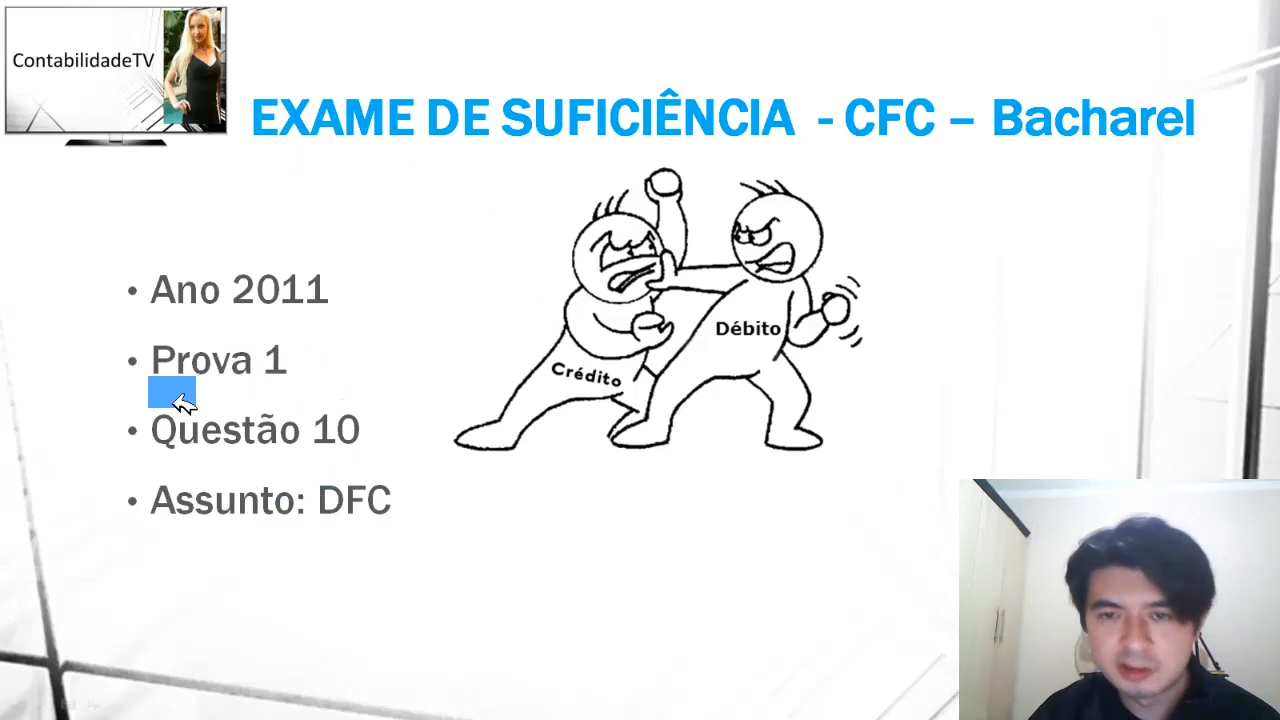 ContabilidadeTV
EXAME DE SUFICIÊNCIA - CFC – Bacharel
• Ano 2011
• Prova 1
• Questão 10
• Assunto: DFC
Crédito
Débito